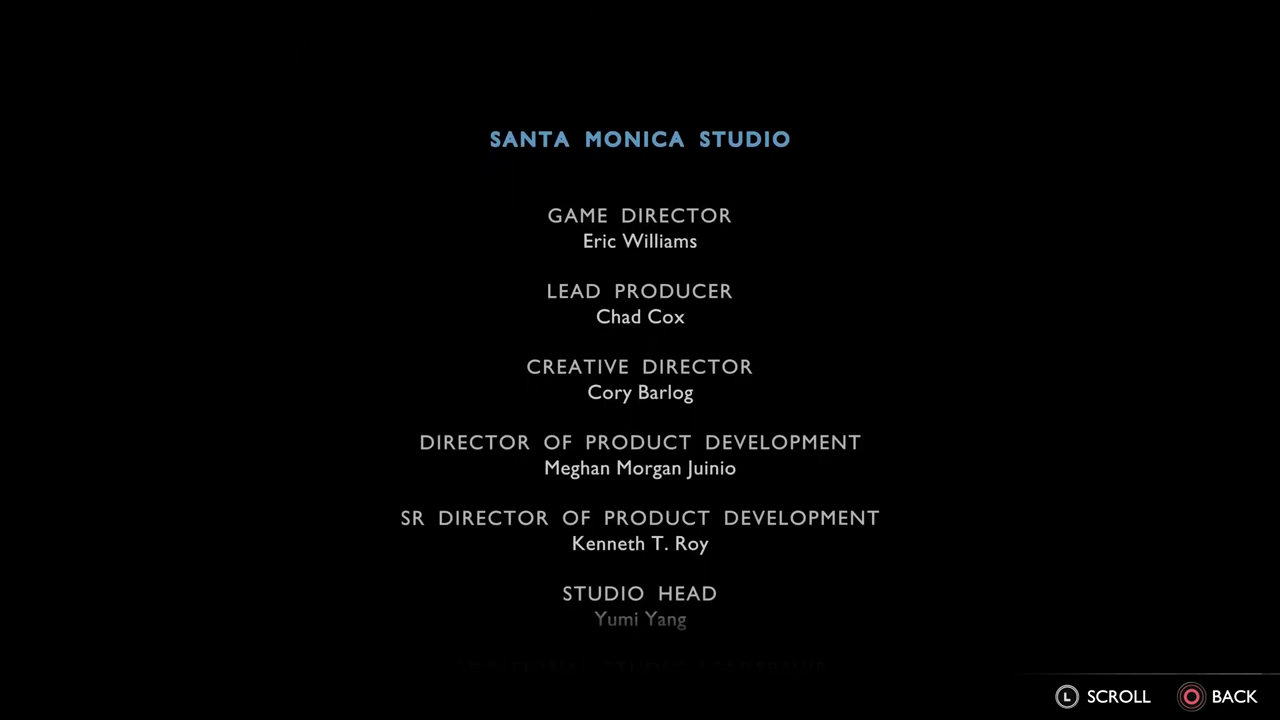 SANTA MONICA STUDIO
GAME DIRECTOR
Eric Williams
LEAD PRODUCER
Chad Cox
CREATIVE DIRECTOR
Cory Barlog
DIRECTOR OF PRODUCT DEVELOPMENT
Meghan Morgan Juinio
SR DIRECTOR OF PRODUCT DEVELOPMENT
Kenneth T. Roy
STUDIO HEAD
Yumi Yang
L SCROLL BACK